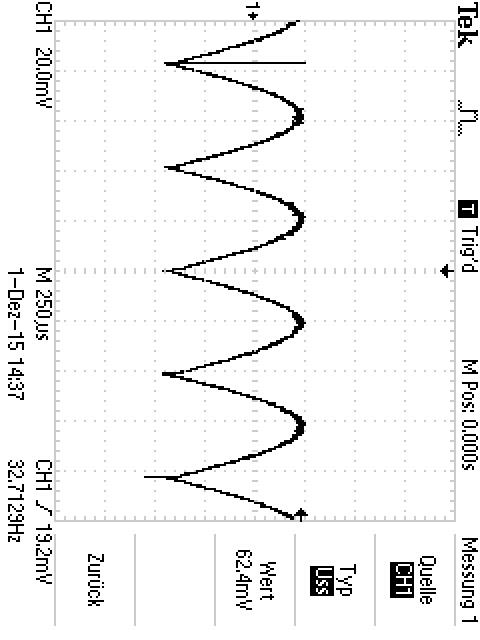 Tek
T Trig'd
M Pos: 0.000s
Messung 1
1
Quelle
CH1
Typ
USS
Wert
62.4mV
Zurück
CH1 20.0mV
M 250µs
CH1 19.2mV
1-Dez-15 14:37
32.7129Hz